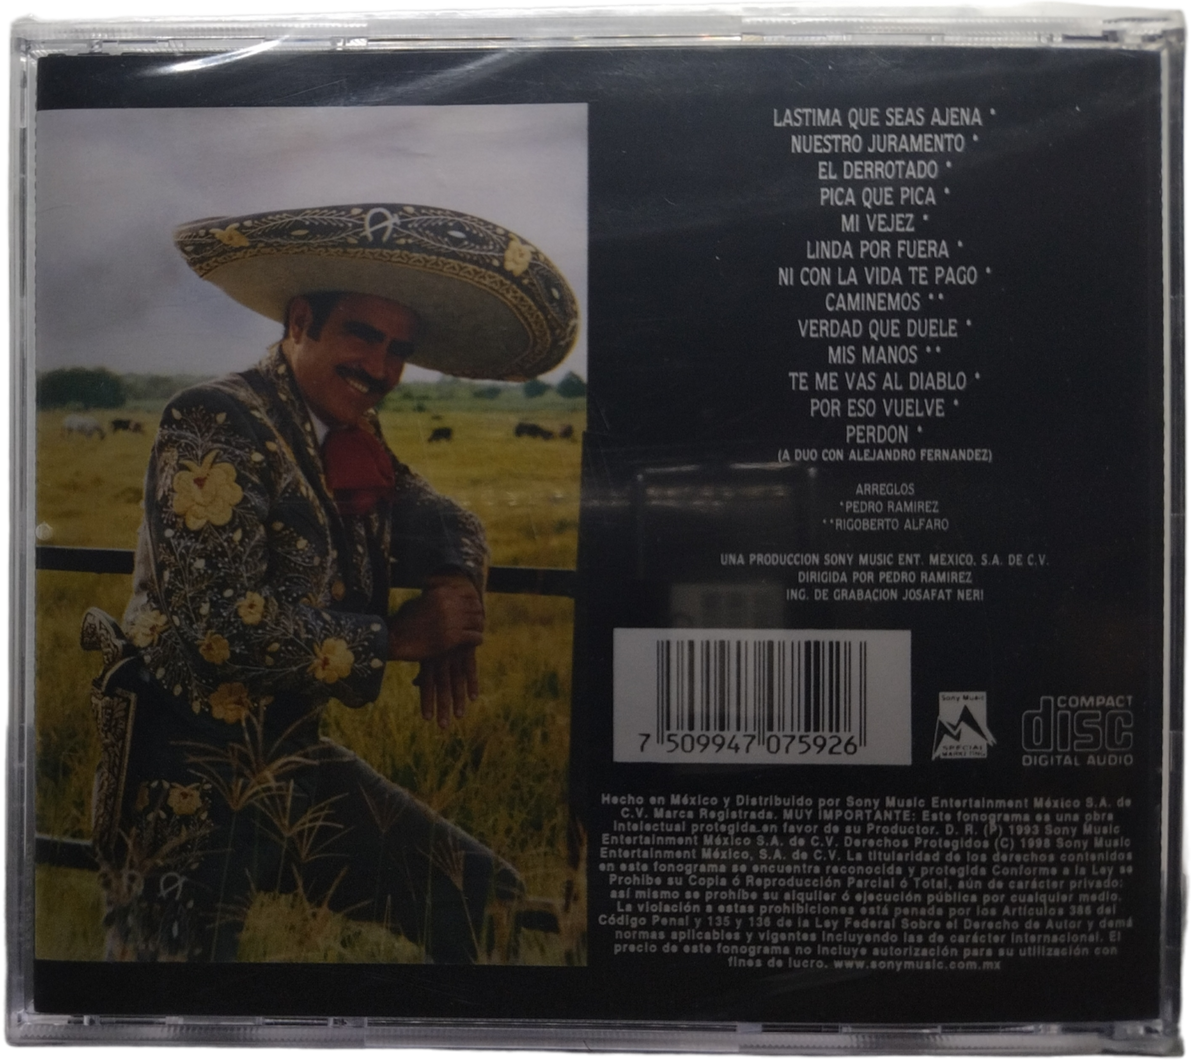 LASTIMA QUE SEAS AJENA *
NUESTRO JURAMENTO *
EL DERROTADO *
PICA QUE PICA *
MI VEJEZ *
LINDA POR FUERA *
NI CON LA VIDA TE PAGO *
CAMINEMOS **
VERDAD QUE DUELE *
MIS MANOS **
TE ME VAS AL DIABLO *
POR ESO VUELVE *
PERDON *
(A DUO CON ALEJANDRO FERNANDEZ)
ARREGLOS
*PEDRO RAMIREZ
**RIGOBERTO ALFARO
UNA PRODUCCION SONY MUSIC ENT. MEXICO, S.A. DE C.V.
DIRIGIDA POR PEDRO RAMIREZ
ING. DE GRABACION JOSAFAT NERI
7 509947 075926
Sony Music
SPECIAL
MARKETING
COMPACT
disc
DIGITAL AUDIO
Hecho en México y Distribuido por Sony Music Entertainment México S.A. de
C.V. Marca Registrada. MUY IMPORTANTE: Este fonograma es una obra
intelectual protegida en favor de su Productor. D. R. (P) 1993 Sony Music
Entertainment México S.A. de C.V. Derechos Protegidos (C) 1998 Sony Music
Entertainment México, S.A. de C.V. La titularidad de los derechos contenidos
en este fonograma se encuentra reconocida y protegida Conforme a la Ley se
Prohibe su Copia ó Reproducción Parcial ó Total, aún de carácter privado;
así mismo se prohibe su alquiler ó ejecución pública por cualquier medio.
La violación a estas prohibiciones está penada por los Artículos 386 del
Código Penal y 135 y 136 de la Ley Federal Sobre el Derecho de Autor y demá
normas aplicables y vigentes incluyendo las de carácter internacional. El
precio de este fonograma no incluye autorización para su utilización con
fines de lucro. www.sonymusic.com.mx